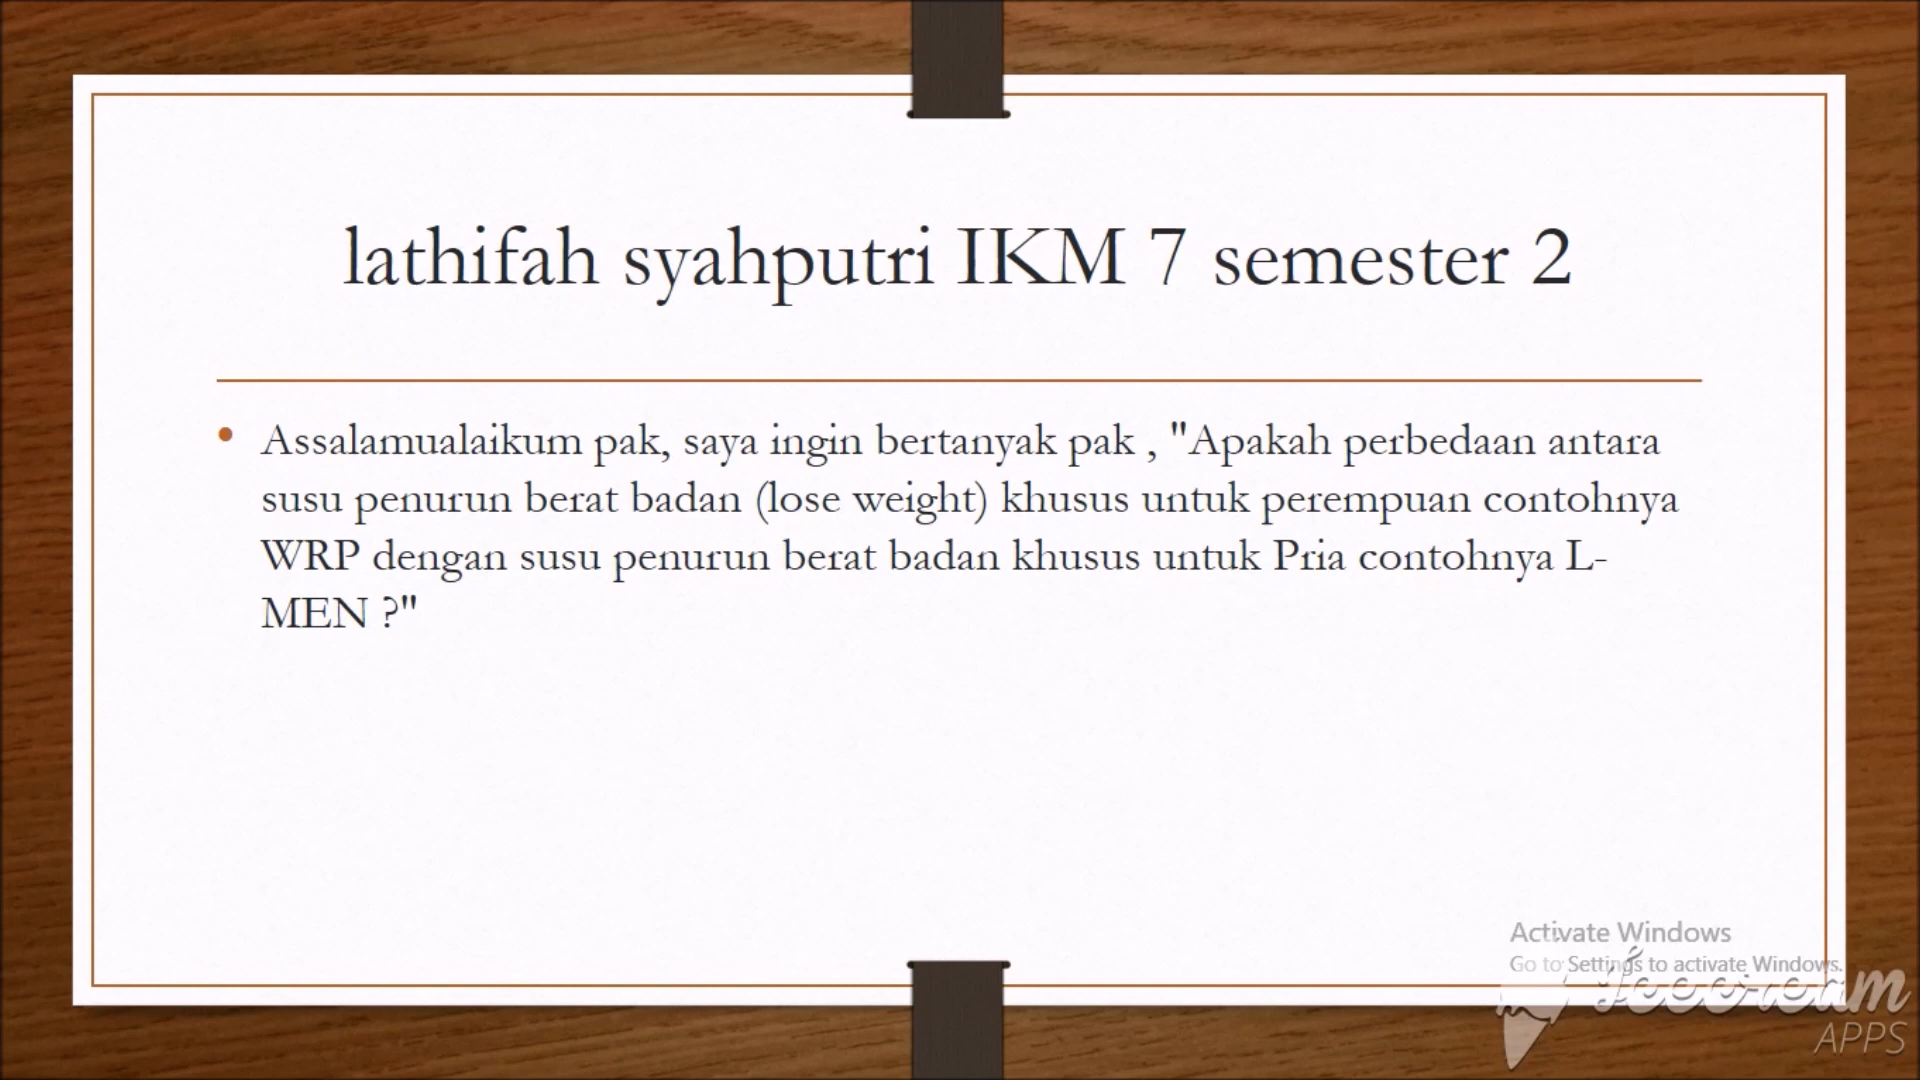 lathifah syahputri IKM 7 semester 2
• Assalamualaikum pak, saya ingin bertanyak pak , "Apakah perbedaan antara
susu penurun berat badan (lose weight) khusus untuk perempuan contohnya
WRP dengan susu penurun berat badan khusus untuk Pria contohnya L-
MEN ?"
Activate Windows
Go to Settings to activate Windows.
Icecream
APPS